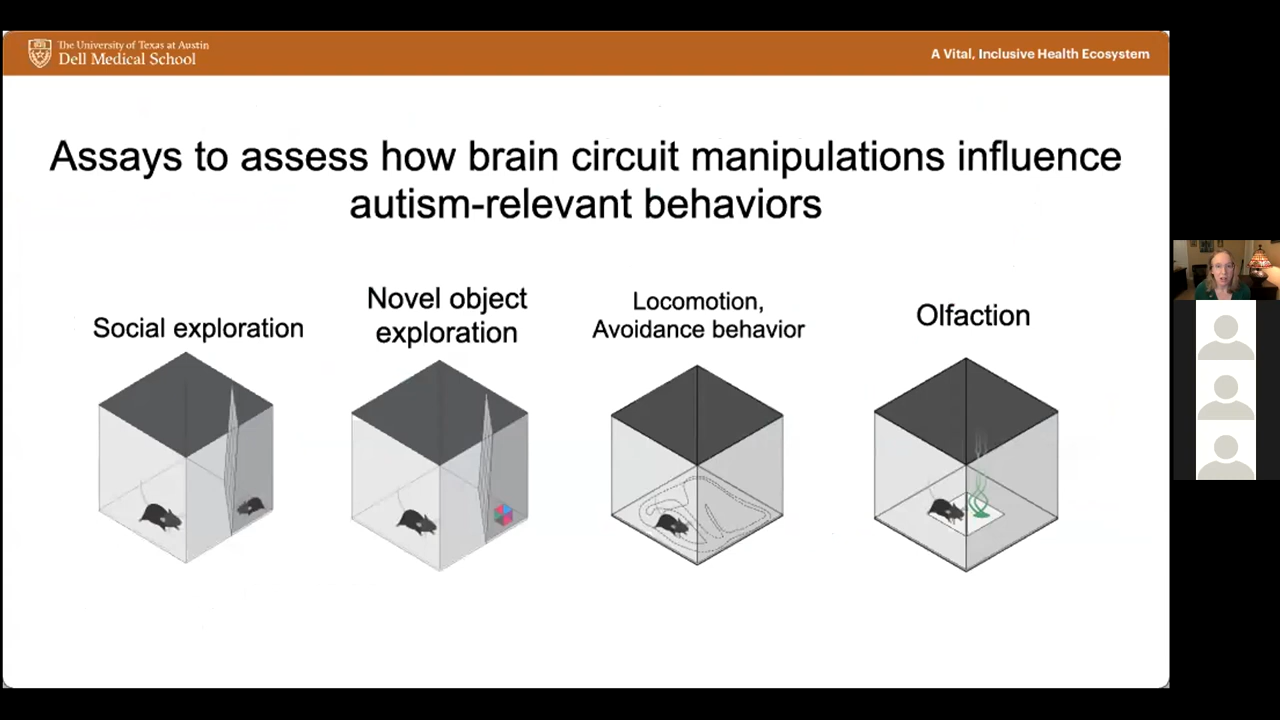 The University of Texas at Austin
Dell Medical School
A Vital, Inclusive Health Ecosystem
Assays to assess how brain circuit manipulations influence
autism-relevant behaviors
Social exploration
Novel object
exploration
Locomotion,
Avoidance behavior
Olfaction